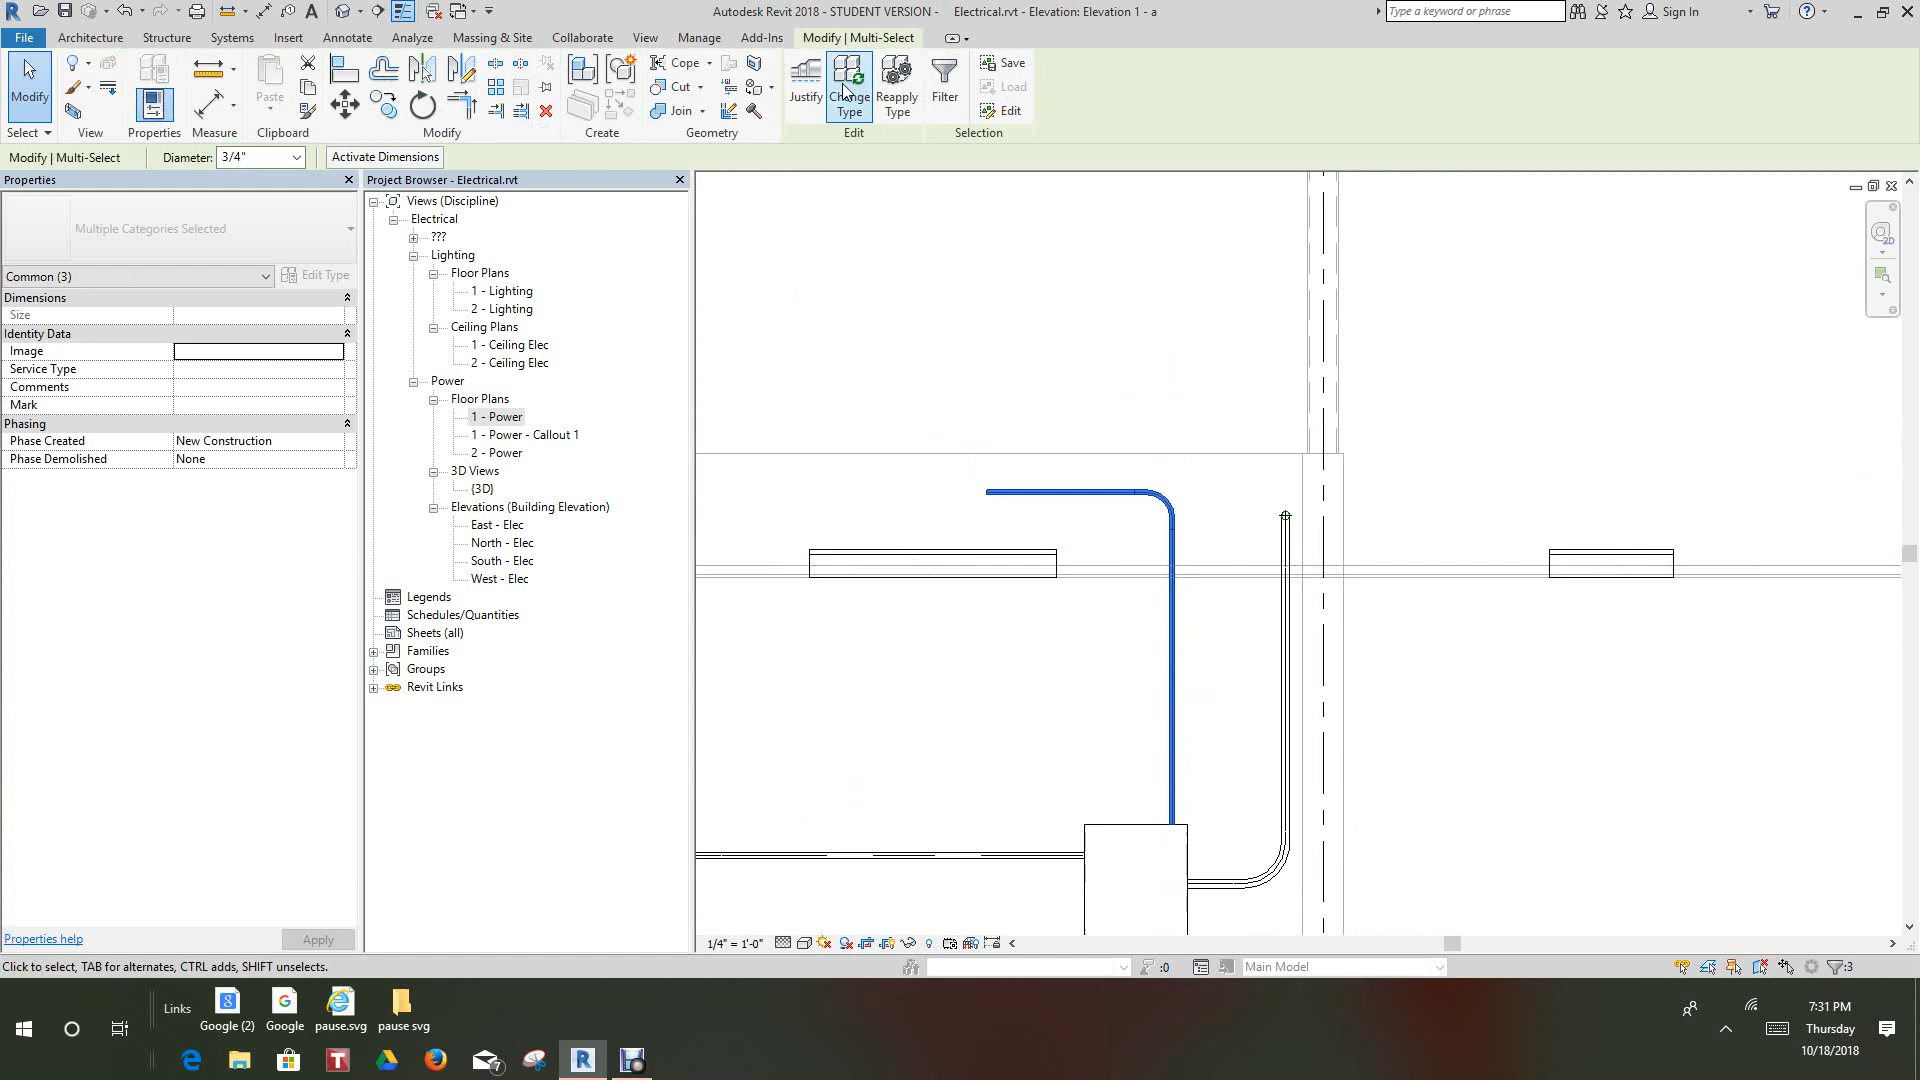 Autodesk Revit 2018 - STUDENT VERSION - Electrical.rvt - Elevation: Elevation 1 - a
Type a keyword or phrase
Sign In
File Architecture Structure Systems Insert Annotate Analyze Massing & Site Collaborate View Manage Add-Ins Modify | Multi-Select
Modify Paste Cope Cut Join Justify Change Type Reapply Type Filter Save Load Edit
Select View Properties Measure Clipboard Modify Create Geometry Edit Selection
Modify | Multi-Select Diameter: 3/4" Activate Dimensions
Properties
Multiple Categories Selected
Common (3) Edit Type
Dimensions
Size
Identity Data
Image
Service Type
Comments
Mark
Phasing
Phase Created New Construction
Phase Demolished None
Properties help Apply
Project Browser - Electrical.rvt
Views (Discipline)
Electrical
???
Lighting
Floor Plans
1 - Lighting
2 - Lighting
Ceiling Plans
1 - Ceiling Elec
2 - Ceiling Elec
Power
Floor Plans
1 - Power
1 - Power - Callout 1
2 - Power
3D Views
{3D}
Elevations (Building Elevation)
East - Elec
North - Elec
South - Elec
West - Elec
Legends
Schedules/Quantities
Sheets (all)
Families
Groups
Revit Links
2D
1/4" = 1'-0"
Click to select, TAB for alternates, CTRL adds, SHIFT unselects.
:0
Main Model
:3
Links
Google (2) Google pause.svg pause svg
7
7:31 PM
Thursday
10/18/2018